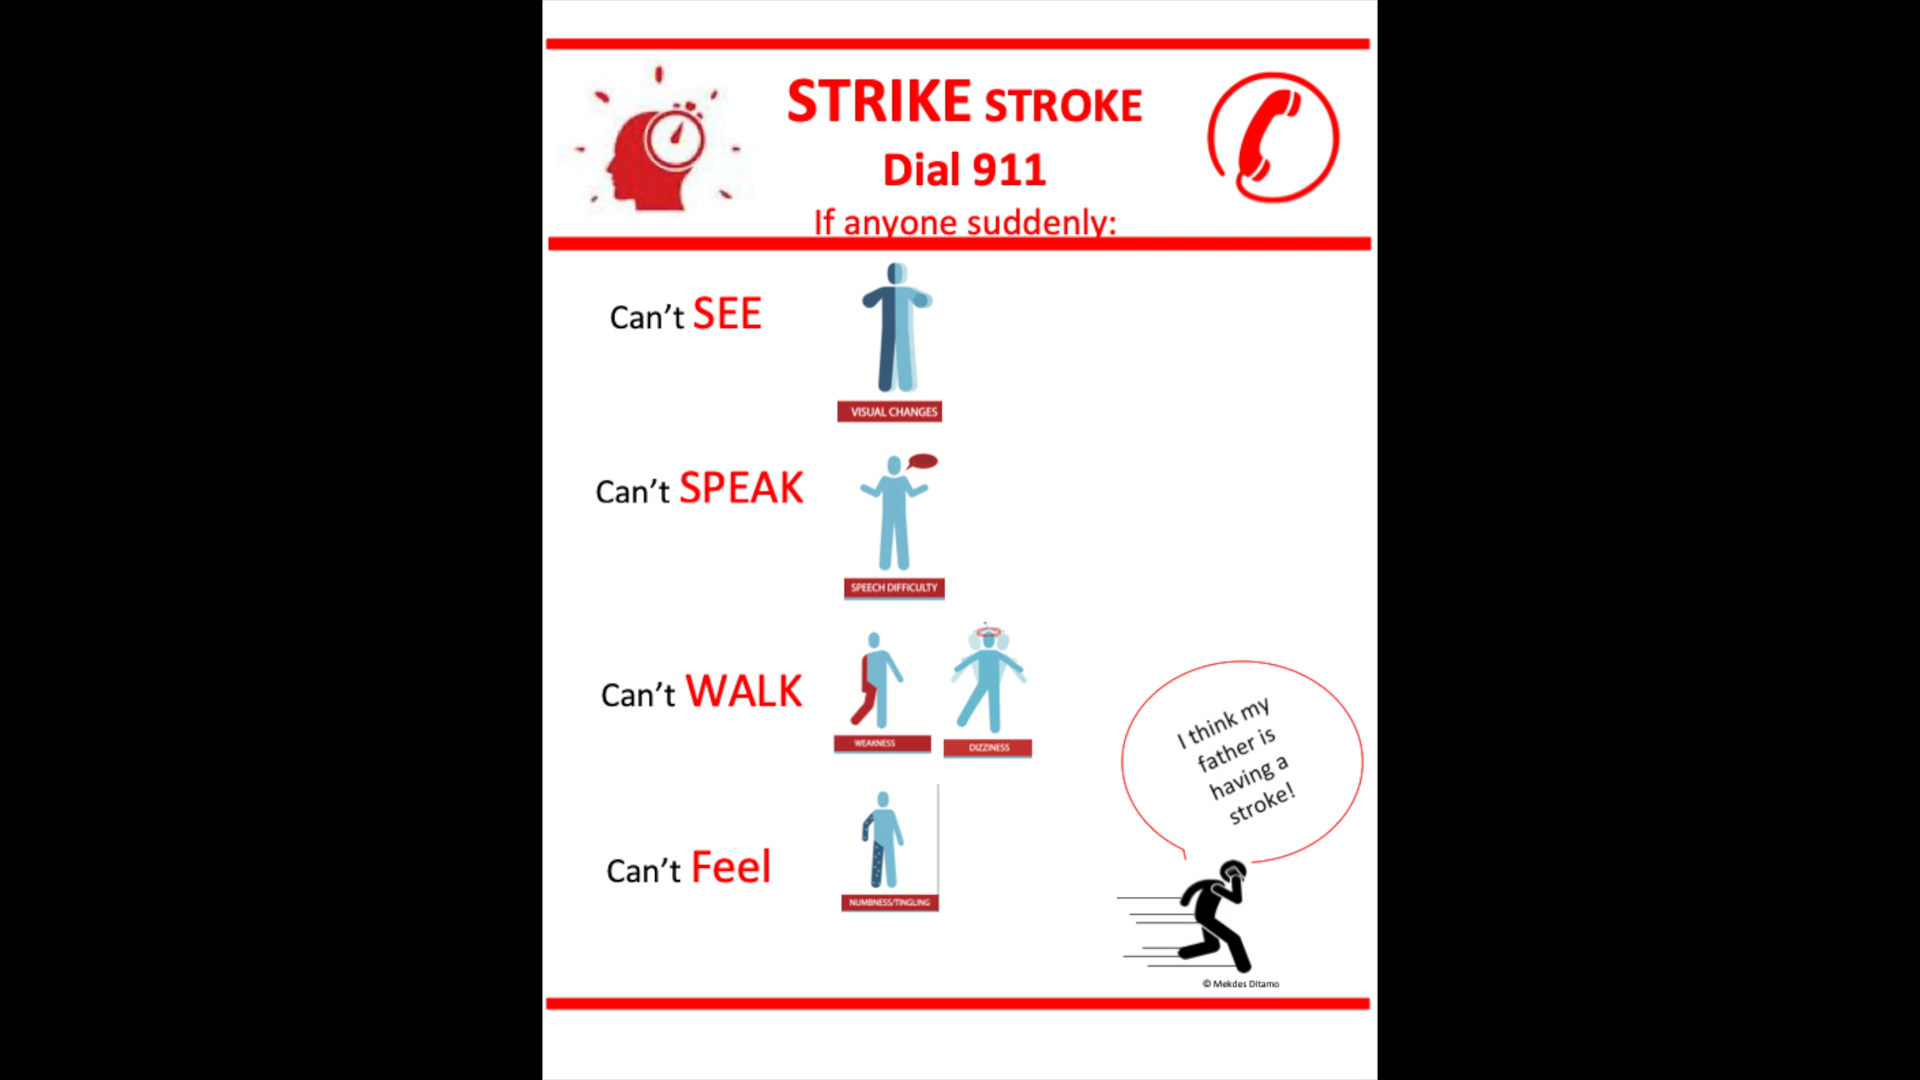 STRIKE STROKE
Dial 911
If anyone suddenly:
Can't SEE
VISUAL CHANGES
Can't SPEAK
SPEECH DIFFICULTY
Can't WALK
WEAKNESS
DIZZINESS
I think my
father is
having a
stroke!
Can't Feel
NUMBNESS/TINGLING
© Mekdes Ditamo